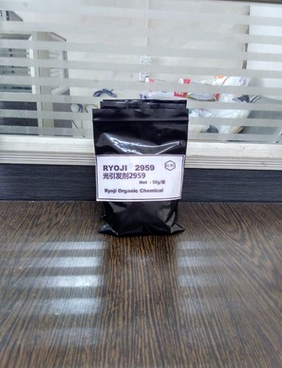 RYOJI 2959
光引发剂2959
Net : 50g/袋
Ryoji Organic Chemical